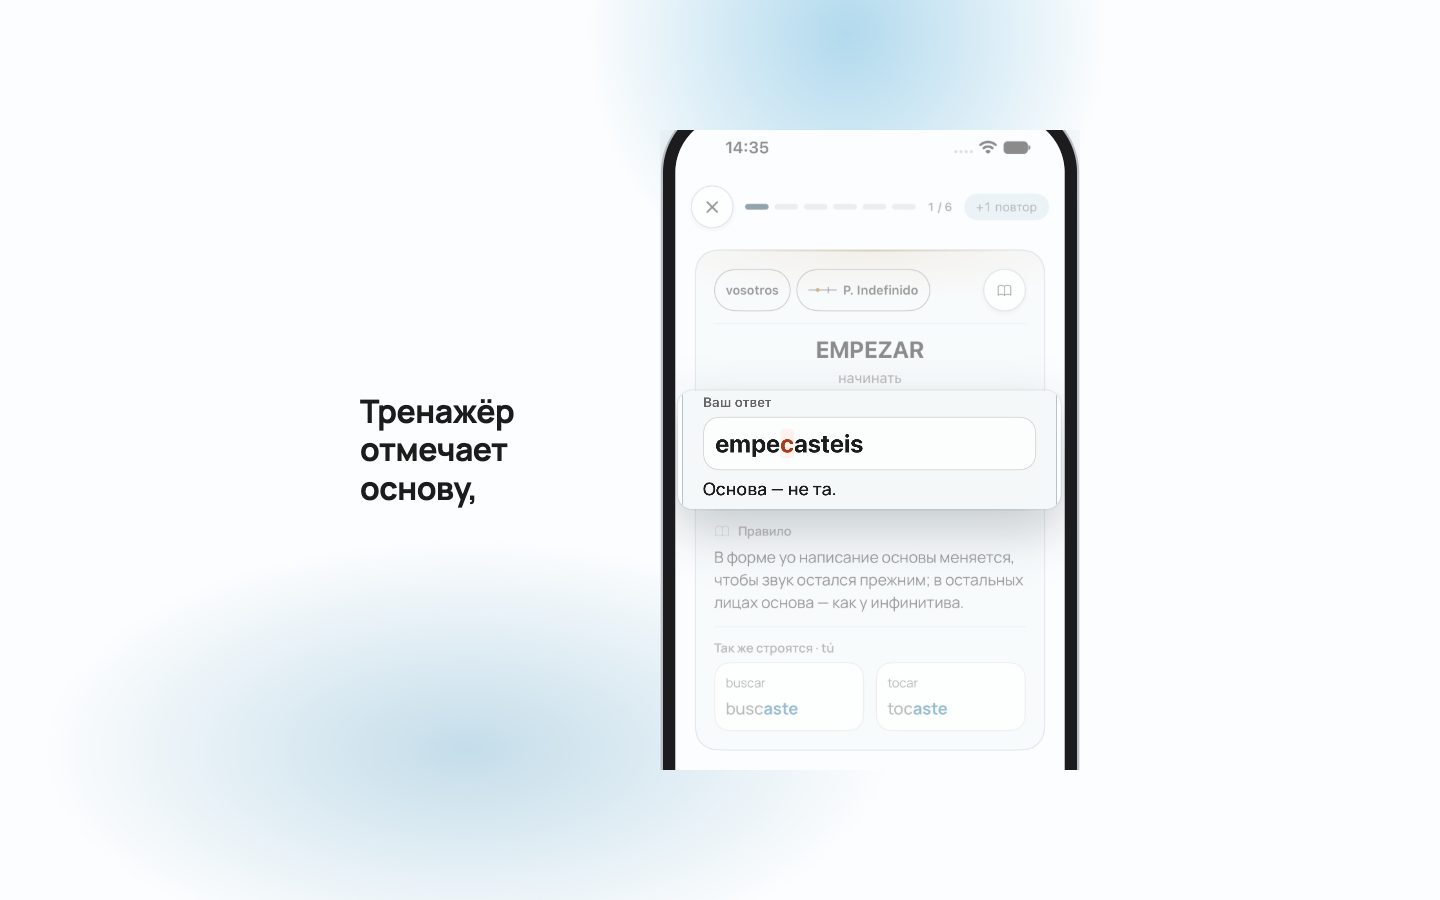 Тренажёр
отмечает
основу,
14:35
1 / 6
+1 повтор
vosotros
P. Indefinido
EMPEZAR
начинать
Ваш ответ
empecasteis
Основа — не та.
Правило
В форме yo написание основы меняется,
чтобы звук остался прежним; в остальных
лицах основа — как у инфинитива.
Так же строятся · tú
buscar
buscaste
tocar
tocaste